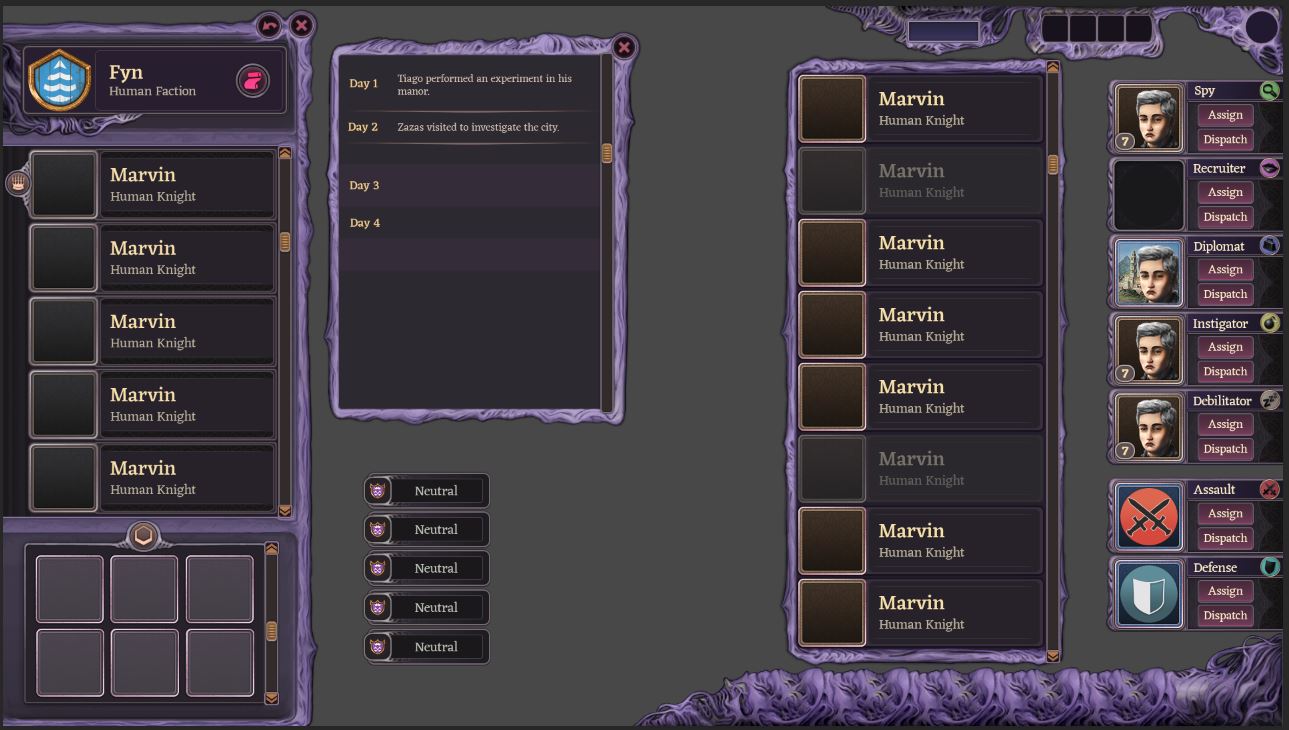 Fyn
Human Faction
Marvin
Human Knight
Marvin
Human Knight
Marvin
Human Knight
Marvin
Human Knight
Marvin
Human Knight
Day 1
Tiago performed an experiment in his
manor.
Day 2
Zazas visited to investigate the city.
Day 3
Day 4
Neutral
Neutral
Neutral
Neutral
Neutral
Marvin
Human Knight
Marvin
Human Knight
Marvin
Human Knight
Marvin
Human Knight
Marvin
Human Knight
Marvin
Human Knight
Marvin
Human Knight
Marvin
Human Knight
Spy
Assign
7
Dispatch
Recruiter
Assign
Dispatch
Diplomat
Assign
Dispatch
Instigator
Assign
7
Dispatch
Debilitator
Assign
7
Dispatch
Assault
Assign
Dispatch
Defense
Assign
Dispatch